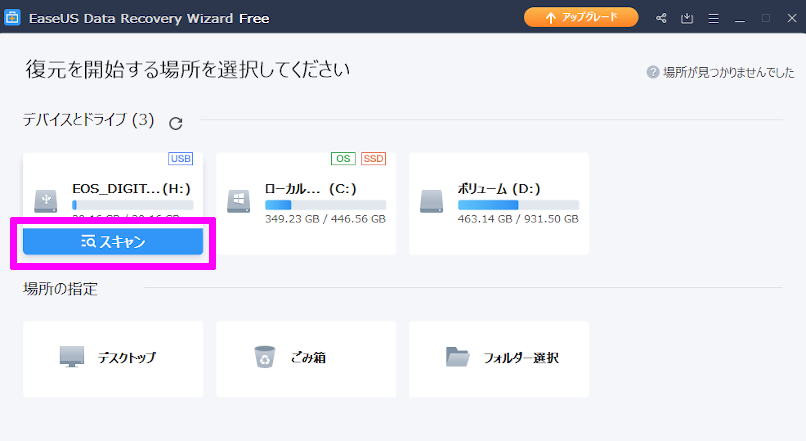 EaseUS Data Recovery Wizard Free
アップグレード
復元を開始する場所を選択してください
場所が見つかりませんでした
デバイスとドライブ (3)
USB
EOS_DIGIT...(H:)
スキャン
OS SSD
ローカル... (C:)
349.23 GB / 446.56 GB
ボリューム (D:)
463.14 GB / 931.50 GB
場所の指定
デスクトップ
ごみ箱
フォルダー選択